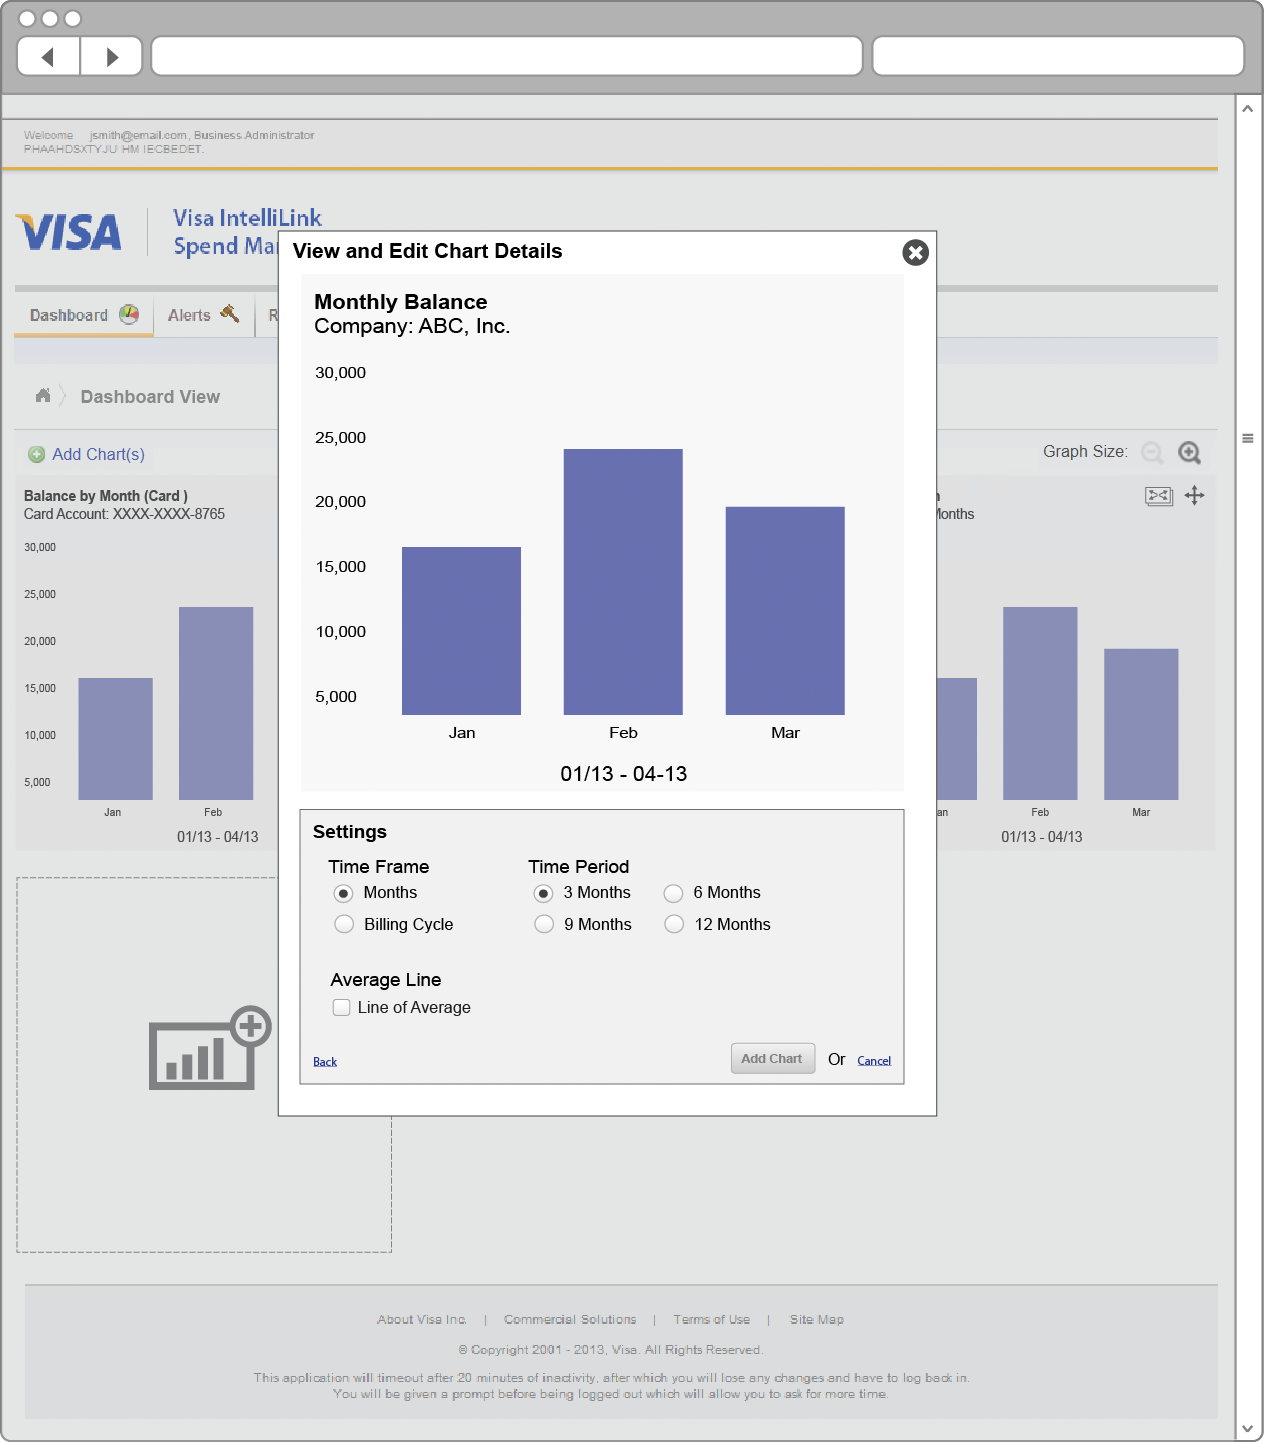 Welcome jsmith@email.com, Business Administrator
PHAAHDSXTYJU HM IECBEDET.
VISA
Visa IntelliLink
Spend Mar
View and Edit Chart Details
Dashboard
Alerts
R
Dashboard View
Monthly Balance
Company: ABC, Inc.
30,000
25,000
20,000
15,000
10,000
5,000
Jan Feb Mar
01/13 - 04-13
Add Chart(s)
Graph Size:
Balance by Month (Card )
Card Account: XXXX-XXXX-8765
30,000
25,000
20,000
15,000
10,000
5,000
Jan Feb
01/13 - 04/13
Months
an Feb Mar
01/13 - 04/13
Settings
Time Frame
Months
Billing Cycle
Time Period
3 Months 6 Months
9 Months 12 Months
Average Line
Line of Average
Back
Add Chart Or Cancel
About Visa Inc. | Commercial Solutions | Terms of Use | Site Map
© Copyright 2001 - 2013, Visa. All Rights Reserved.
This application will timeout after 20 minutes of inactivity, after which you will lose any changes and have to log back in.
You will be given a prompt before being logged out which will allow you to ask for more time.